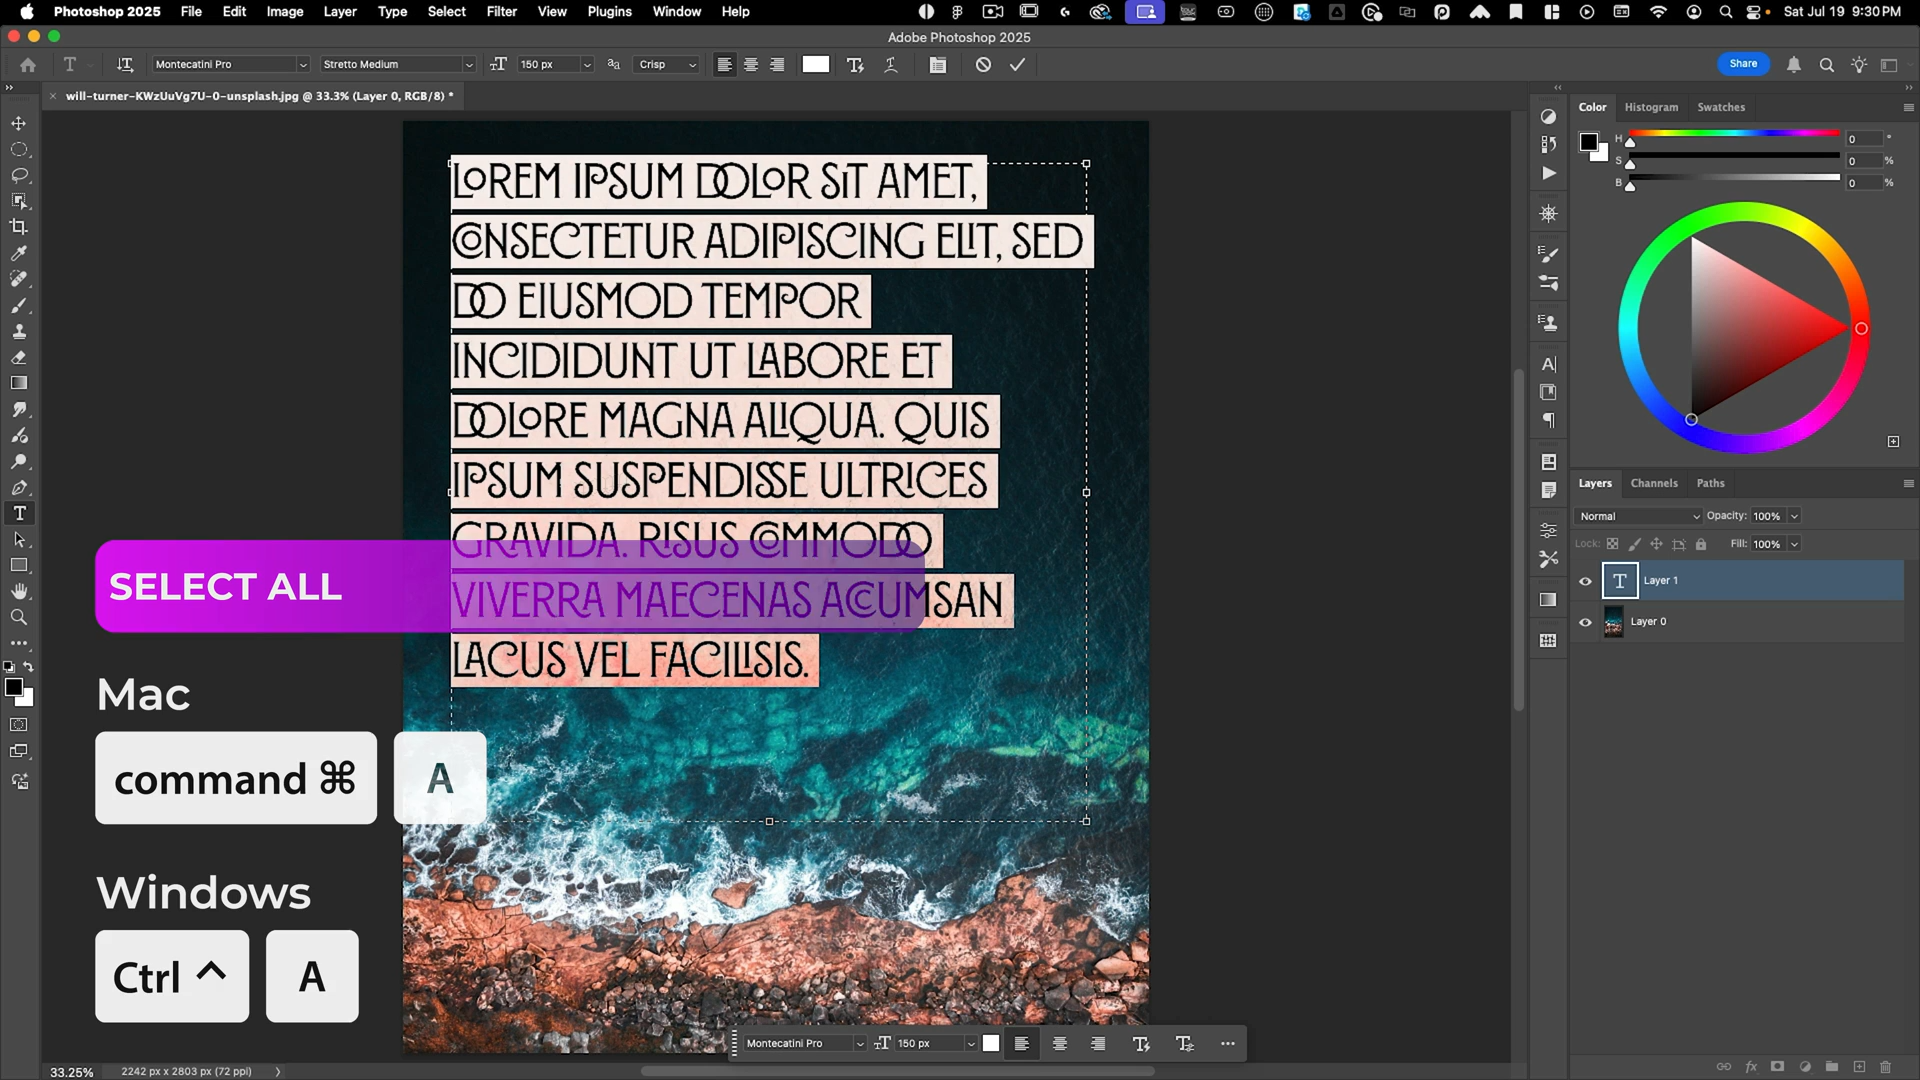 Photoshop 2025 File Edit Image Layer Type Select Filter View Plugins Window Help Sat Jul 19 9:30 PM
Adobe Photoshop 2025
Montecatini Pro Stretto Medium 150 px Crisp Share
will-turner-KWzUuVg7U-0-unsplash.jpg @ 33.3% (Layer 0, RGB/8) *
Color Histogram Swatches
H 0 °
S 0 %
B 0 %
LOREM IPSUM DOLOR SIT AMET,
CONSECTETUR ADIPISCING ELIT, SED
DO EIUSMOD TEMPOR
INCIDIDUNT UT LABORE ET
DOLORE MAGNA ALIQUA. QUIS
IPSUM SUSPENDISSE ULTRICES
GRAVIDA. RISUS COMMODO
VIVERRA MAECENAS ACCUMSAN
LACUS VEL FACILISIS.
SELECT ALL
Mac
command ⌘ A
Windows
Ctrl ^ A
Layers Channels Paths
Normal Opacity: 100%
Lock: Fill: 100%
T Layer 1
Layer 0
Montecatini Pro 150 px
33.25% 2242 px x 2803 px (72 ppi)